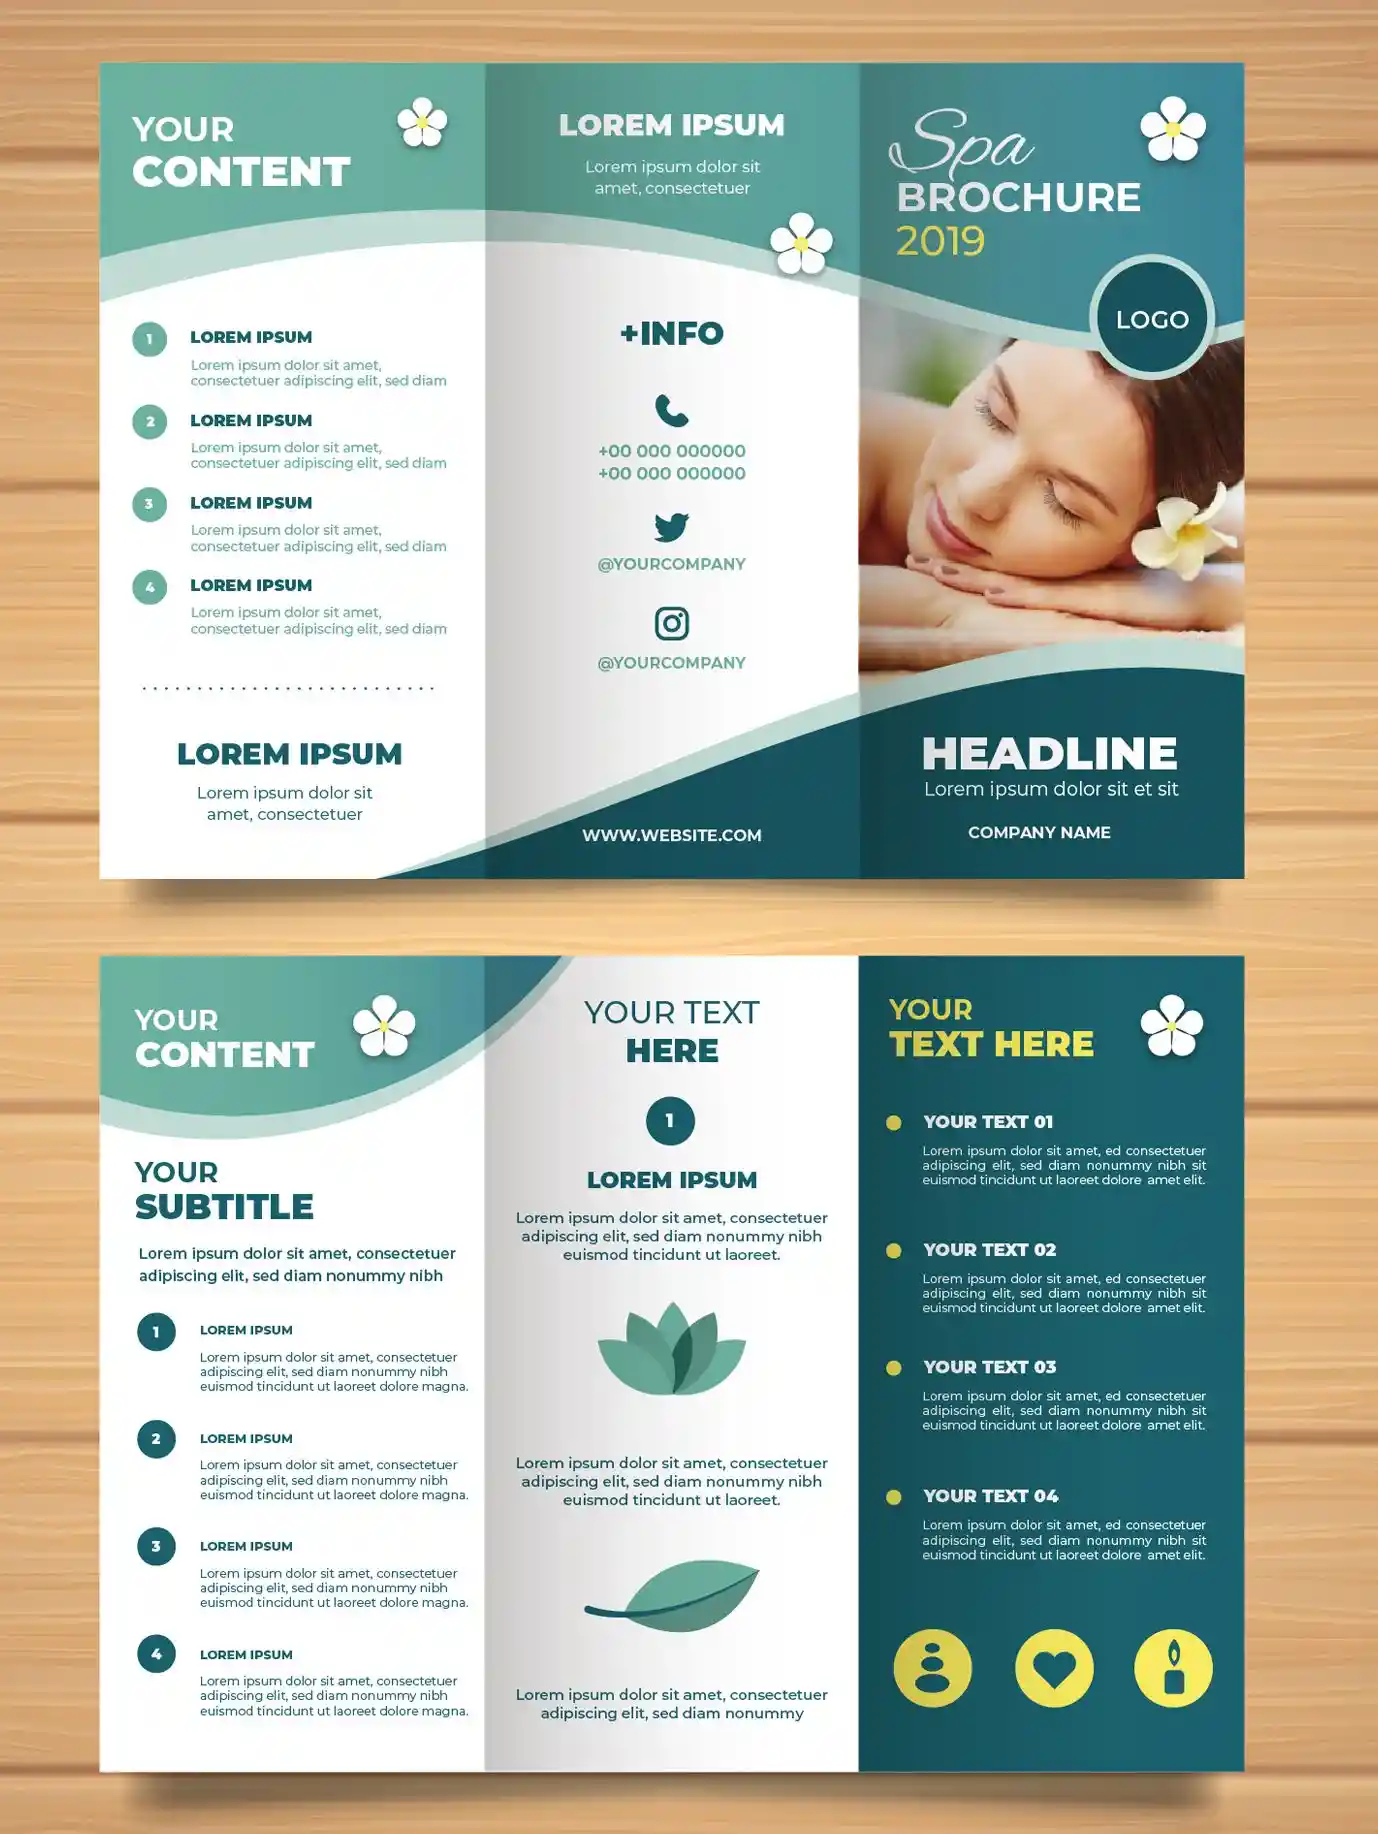 YOUR
CONTENT
1
LOREM IPSUM
Lorem ipsum dolor sit amet,
consectetuer adipiscing elit, sed diam
2
LOREM IPSUM
Lorem ipsum dolor sit amet,
consectetuer adipiscing elit, sed diam
3
LOREM IPSUM
Lorem ipsum dolor sit amet,
consectetuer adipiscing elit, sed diam
4
LOREM IPSUM
Lorem ipsum dolor sit amet,
consectetuer adipiscing elit, sed diam
LOREM IPSUM
Lorem ipsum dolor sit
amet, consectetuer
LOREM IPSUM
Lorem ipsum dolor sit
amet, consectetuer
+INFO
+00 000 000000
+00 000 000000
@YOURCOMPANY
@YOURCOMPANY
WWW.WEBSITE.COM
Spa
BROCHURE
2019
LOGO
HEADLINE
Lorem ipsum dolor sit et sit
COMPANY NAME
YOUR
CONTENT
YOUR
SUBTITLE
Lorem ipsum dolor sit amet, consectetuer
adipiscing elit, sed diam nonummy nibh
1
LOREM IPSUM
Lorem ipsum dolor sit amet, consectetuer
adipiscing elit, sed diam nonummy nibh
euismod tincidunt ut laoreet dolore magna.
2
LOREM IPSUM
Lorem ipsum dolor sit amet, consectetuer
adipiscing elit, sed diam nonummy nibh
euismod tincidunt ut laoreet dolore magna.
3
LOREM IPSUM
Lorem ipsum dolor sit amet, consectetuer
adipiscing elit, sed diam nonummy nibh
euismod tincidunt ut laoreet dolore magna.
4
LOREM IPSUM
Lorem ipsum dolor sit amet, consectetuer
adipiscing elit, sed diam nonummy nibh
euismod tincidunt ut laoreet dolore magna.
YOUR TEXT
HERE
1
LOREM IPSUM
Lorem ipsum dolor sit amet, consectetuer
adipiscing elit, sed diam nonummy nibh
euismod tincidunt ut laoreet.
Lorem ipsum dolor sit amet, consectetuer
adipiscing elit, sed diam nonummy nibh
euismod tincidunt ut laoreet.
Lorem ipsum dolor sit amet, consectetuer
adipiscing elit, sed diam nonummy
YOUR
TEXT HERE
YOUR TEXT 01
Lorem ipsum dolor sit amet, ed consectetuer
adipiscing elit, sed diam nonummy nibh sit
euismod tincidunt ut laoreet dolore amet elit.
YOUR TEXT 02
Lorem ipsum dolor sit amet, ed consectetuer
adipiscing elit, sed diam nonummy nibh sit
euismod tincidunt ut laoreet dolore amet elit.
YOUR TEXT 03
Lorem ipsum dolor sit amet, ed consectetuer
adipiscing elit, sed diam nonummy nibh sit
euismod tincidunt ut laoreet dolore amet elit.
YOUR TEXT 04
Lorem ipsum dolor sit amet, ed consectetuer
adipiscing elit, sed diam nonummy nibh sit
euismod tincidunt ut laoreet dolore amet elit.